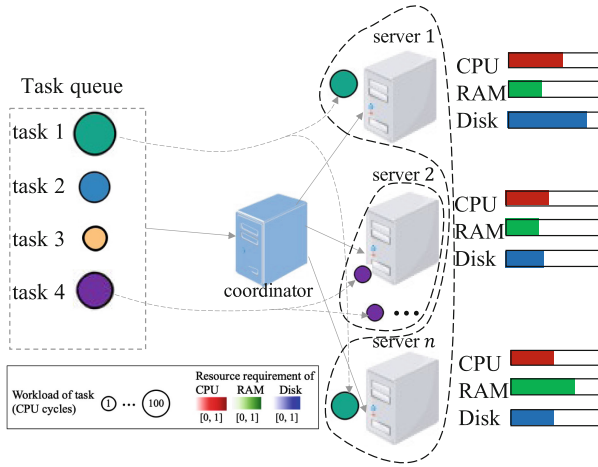 Task queue
task 1
task 2
task 3
task 4
coordinator
server 1
CPU
RAM
Disk
server 2
CPU
RAM
Disk
server n
CPU
RAM
Disk
Workload of task
(CPU cycles)
1 ••• 100
Resource requirement of
CPU RAM Disk
[0, 1] [0, 1] [0, 1]